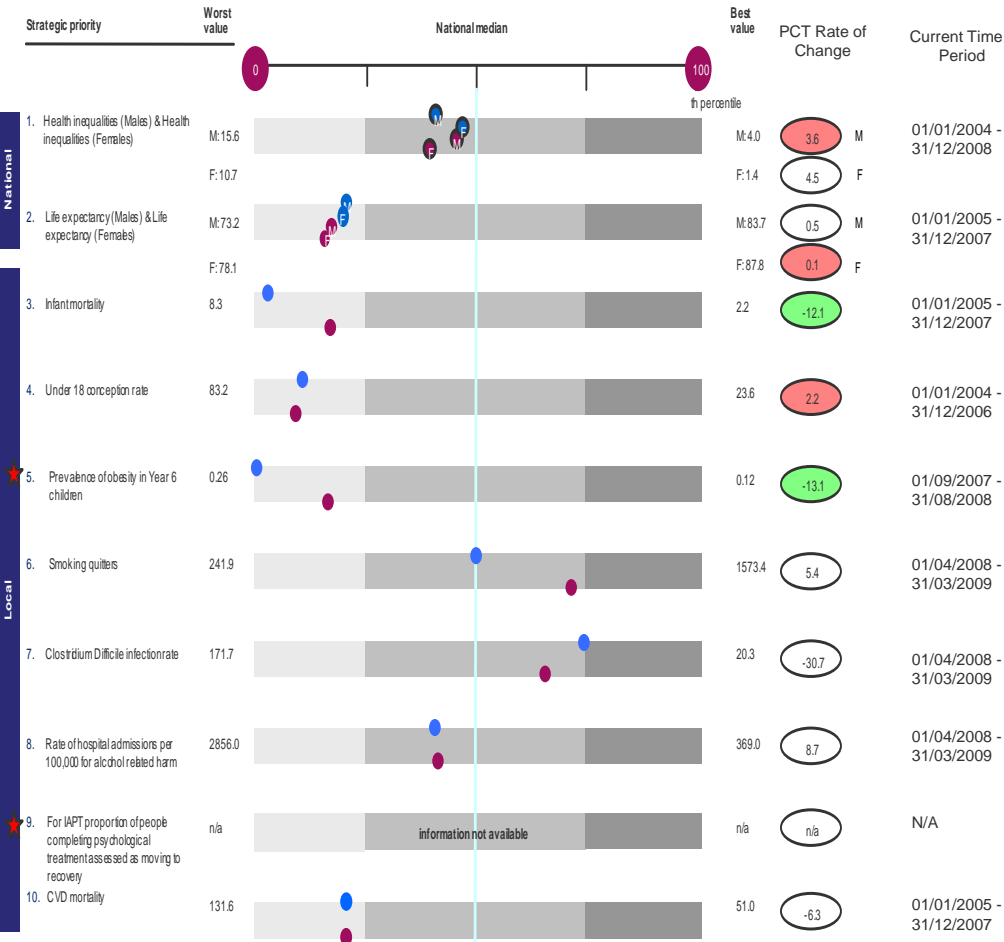 Strategic priority
Worst
value
National median
Best
value
PCT Rate of
Change
Current Time
Period
0
100
th percentile
National
1. Health inequalities (Males) & Health
inequalities (Females)
M:15.6
F:10.7
M
F
M
F
M:4.0
F:1.4
3.6 M
4.5 F
01/01/2004 -
31/12/2008
2. Life expectancy (Males) & Life
expectancy (Females)
M:73.2
F:78.1
M
F
M
F
M:83.7
F:87.8
0.5 M
0.1 F
01/01/2005 -
31/12/2007
Local
3. Infant mortality
8.3
2.2
-12.1
01/01/2005 -
31/12/2007
4. Under 18 conception rate
83.2
23.6
2.2
01/01/2004 -
31/12/2006
5. Prevalence of obesity in Year 6
children
0.26
0.12
-13.1
01/09/2007 -
31/08/2008
6. Smoking quitters
241.9
1573.4
5.4
01/04/2008 -
31/03/2009
7. Clostridium Difficile infection rate
171.7
20.3
-30.7
01/04/2008 -
31/03/2009
8. Rate of hospital admissions per
100,000 for alcohol related harm
2856.0
369.0
8.7
01/04/2008 -
31/03/2009
9. For IAPT proportion of people
completing psychological
treatment assessed as moving to
recovery
n/a
information not available
n/a
n/a
N/A
10. CVD mortality
131.6
51.0
-6.3
01/01/2005 -
31/12/2007